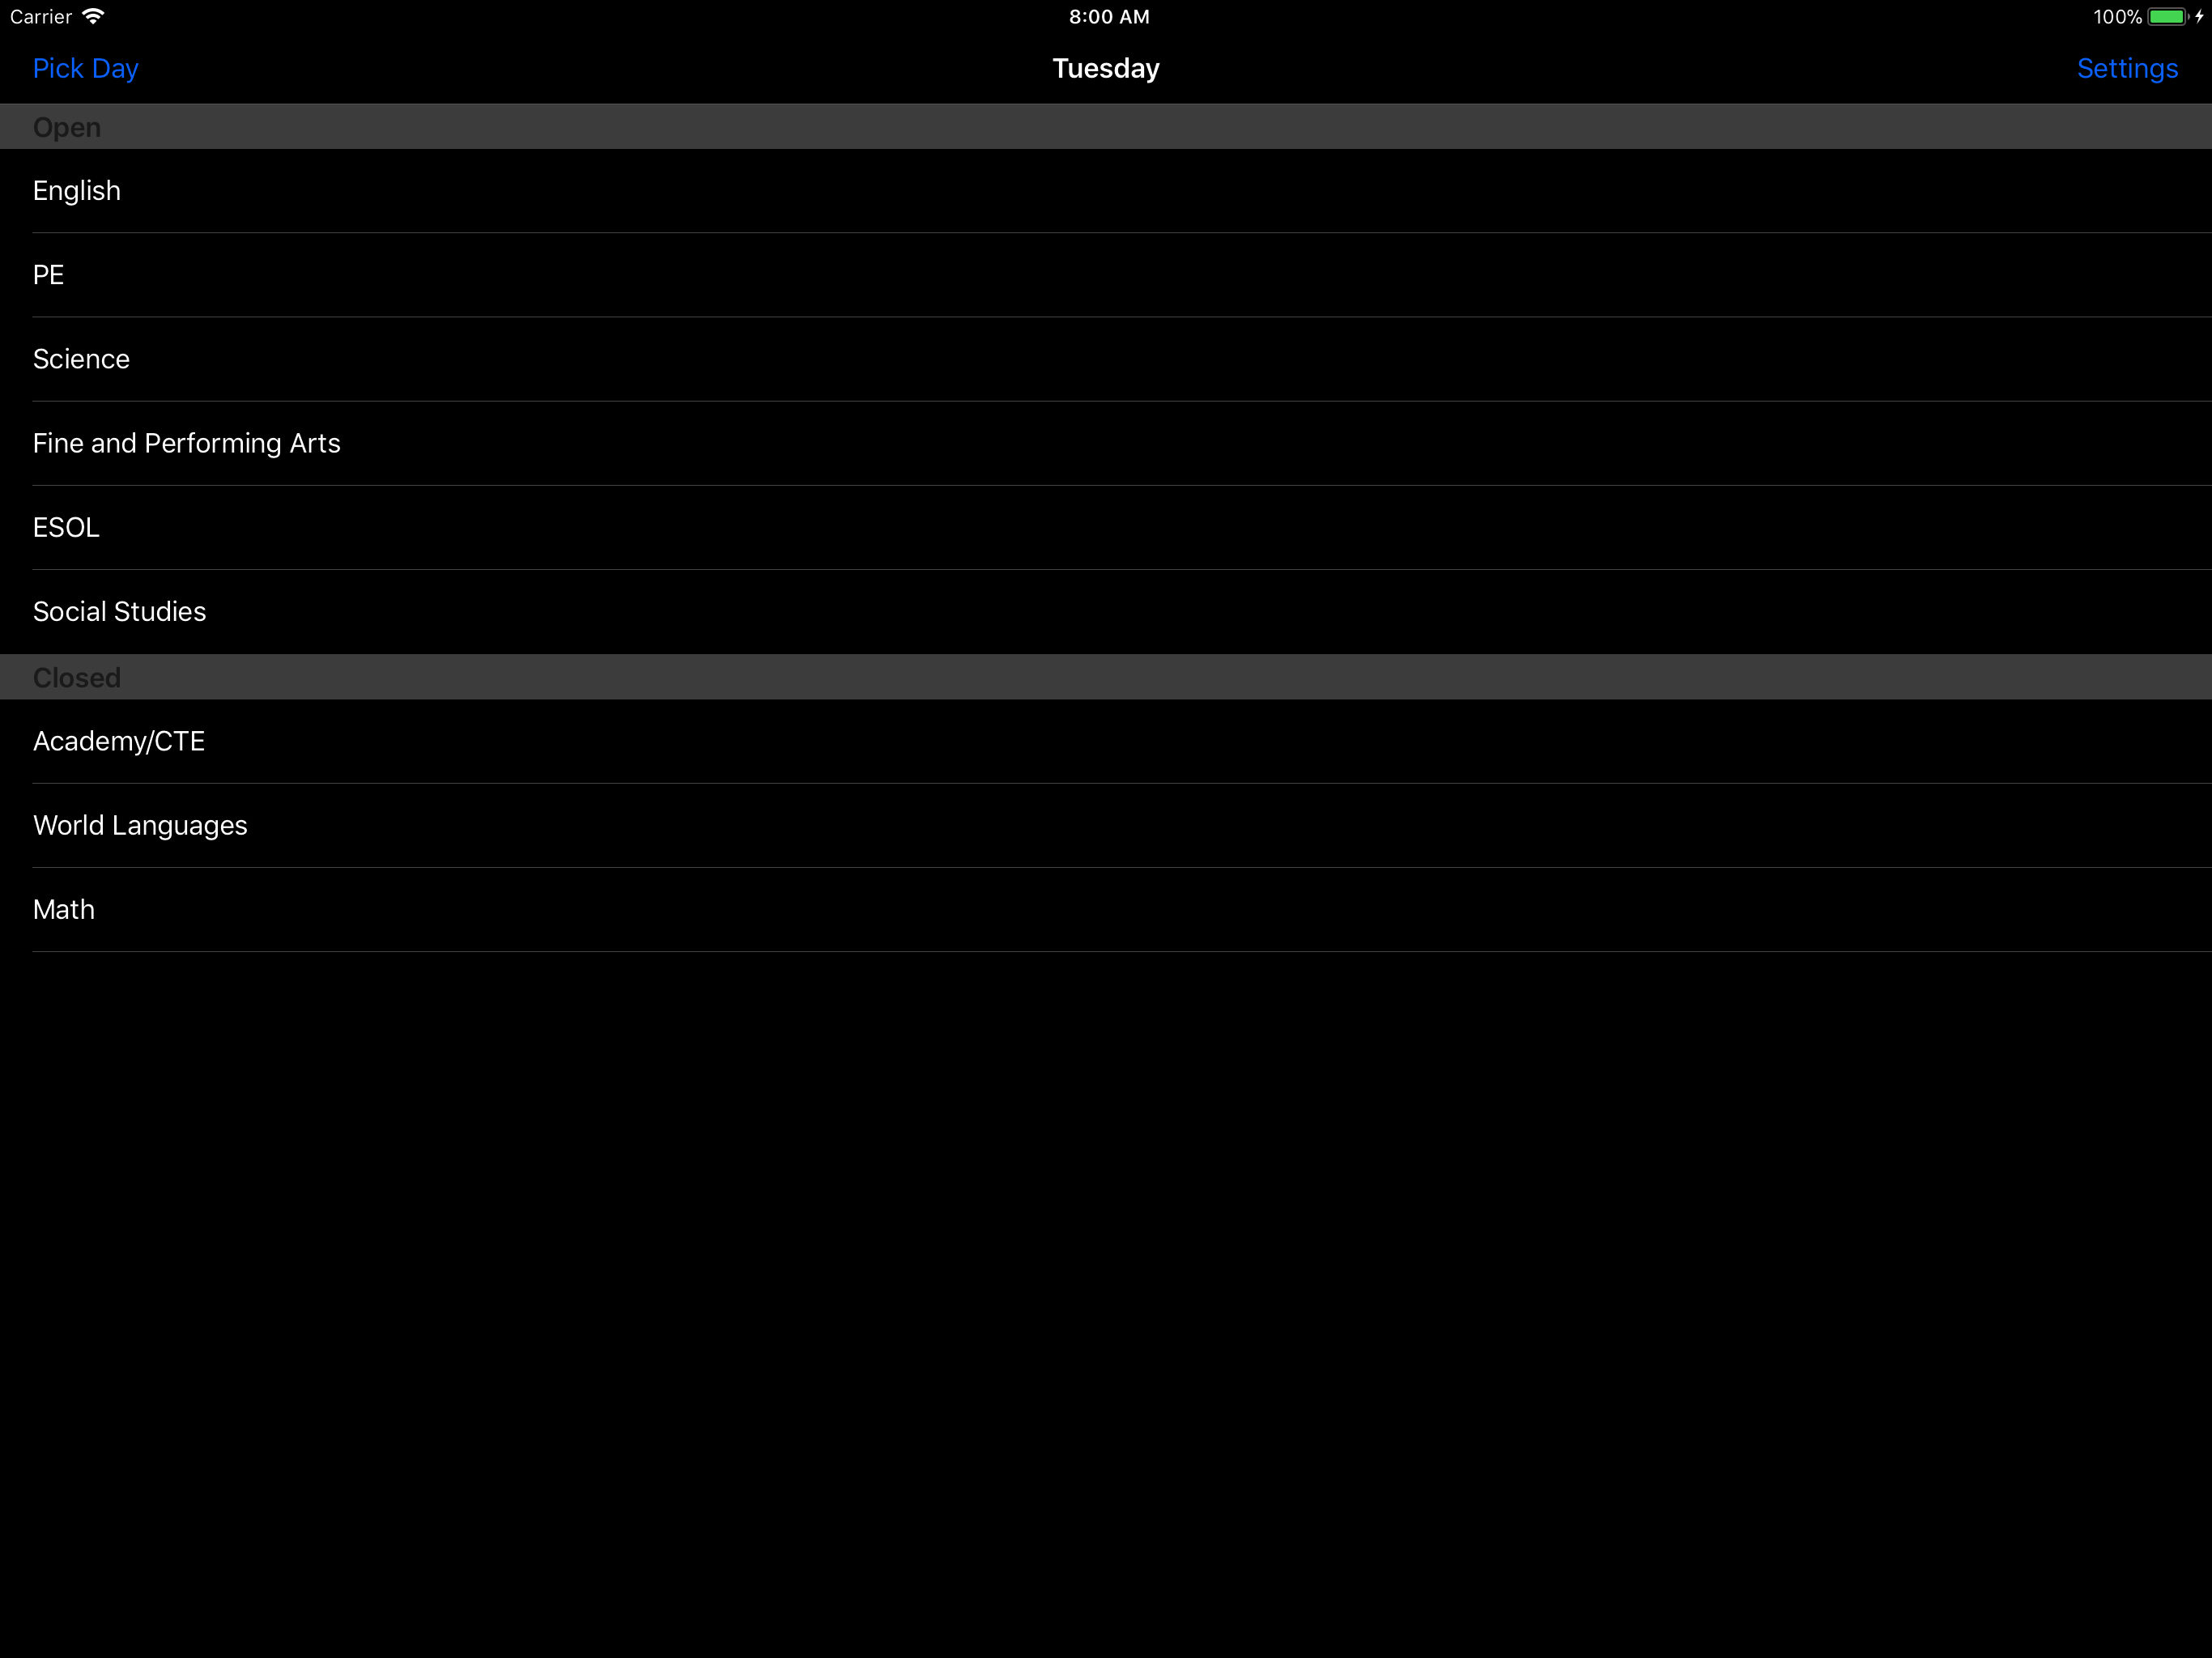 Carrier 8:00 AM 100%
Pick Day Tuesday Settings
Open
English
PE
Science
Fine and Performing Arts
ESOL
Social Studies
Closed
Academy/CTE
World Languages
Math